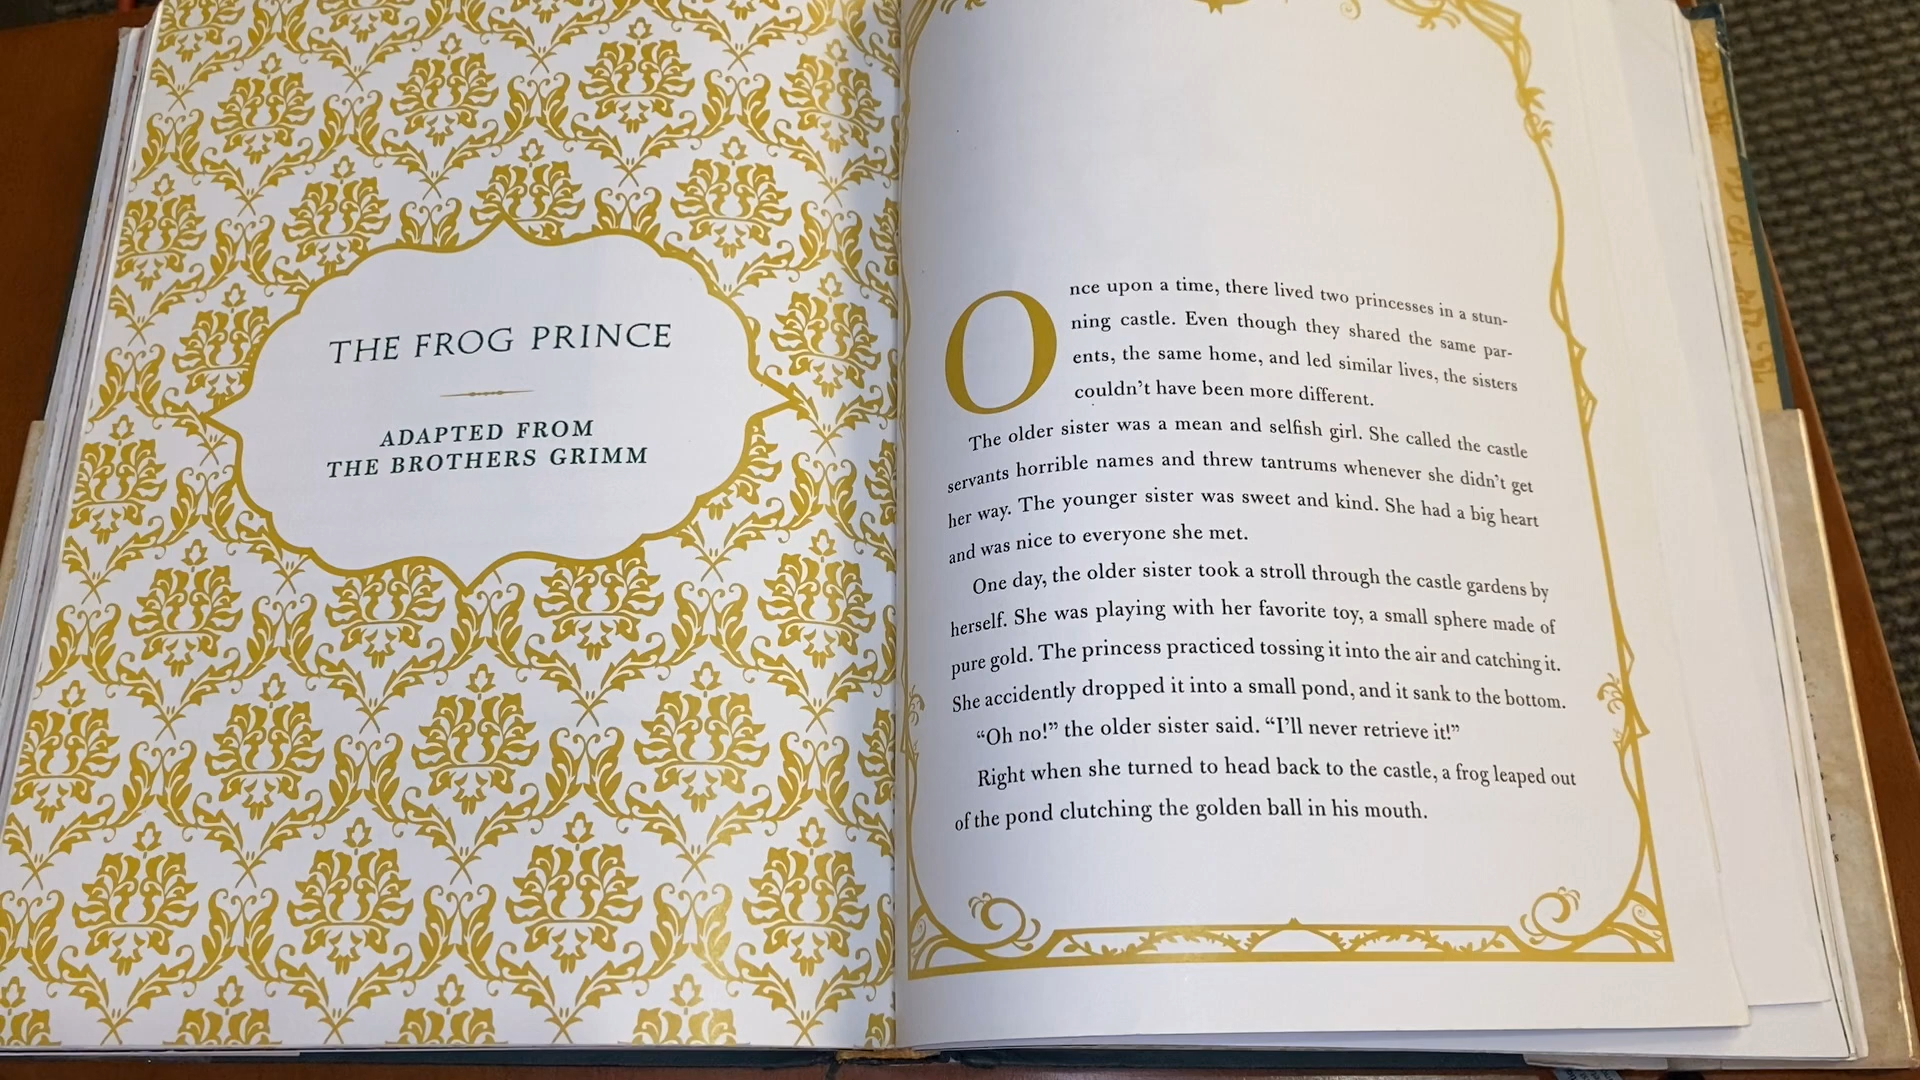 THE FROG PRINCE
ADAPTED FROM
THE BROTHERS GRIMM
Once upon a time, there lived two princesses in a stun-
ning castle. Even though they shared the same par-
ents, the same home, and led similar lives, the sisters
couldn't have been more different.
The older sister was a mean and selfish girl. She called the castle
servants horrible names and threw tantrums whenever she didn't get
her way. The younger sister was sweet and kind. She had a big heart
and was nice to everyone she met.
One day, the older sister took a stroll through the castle gardens by
herself. She was playing with her favorite toy, a small sphere made of
pure gold. The princess practiced tossing it into the air and catching it.
She accidently dropped it into a small pond, and it sank to the bottom.
“Oh no!” the older sister said. “I'll never retrieve it!”
Right when she turned to head back to the castle, a frog leaped out
of the pond clutching the golden ball in his mouth.